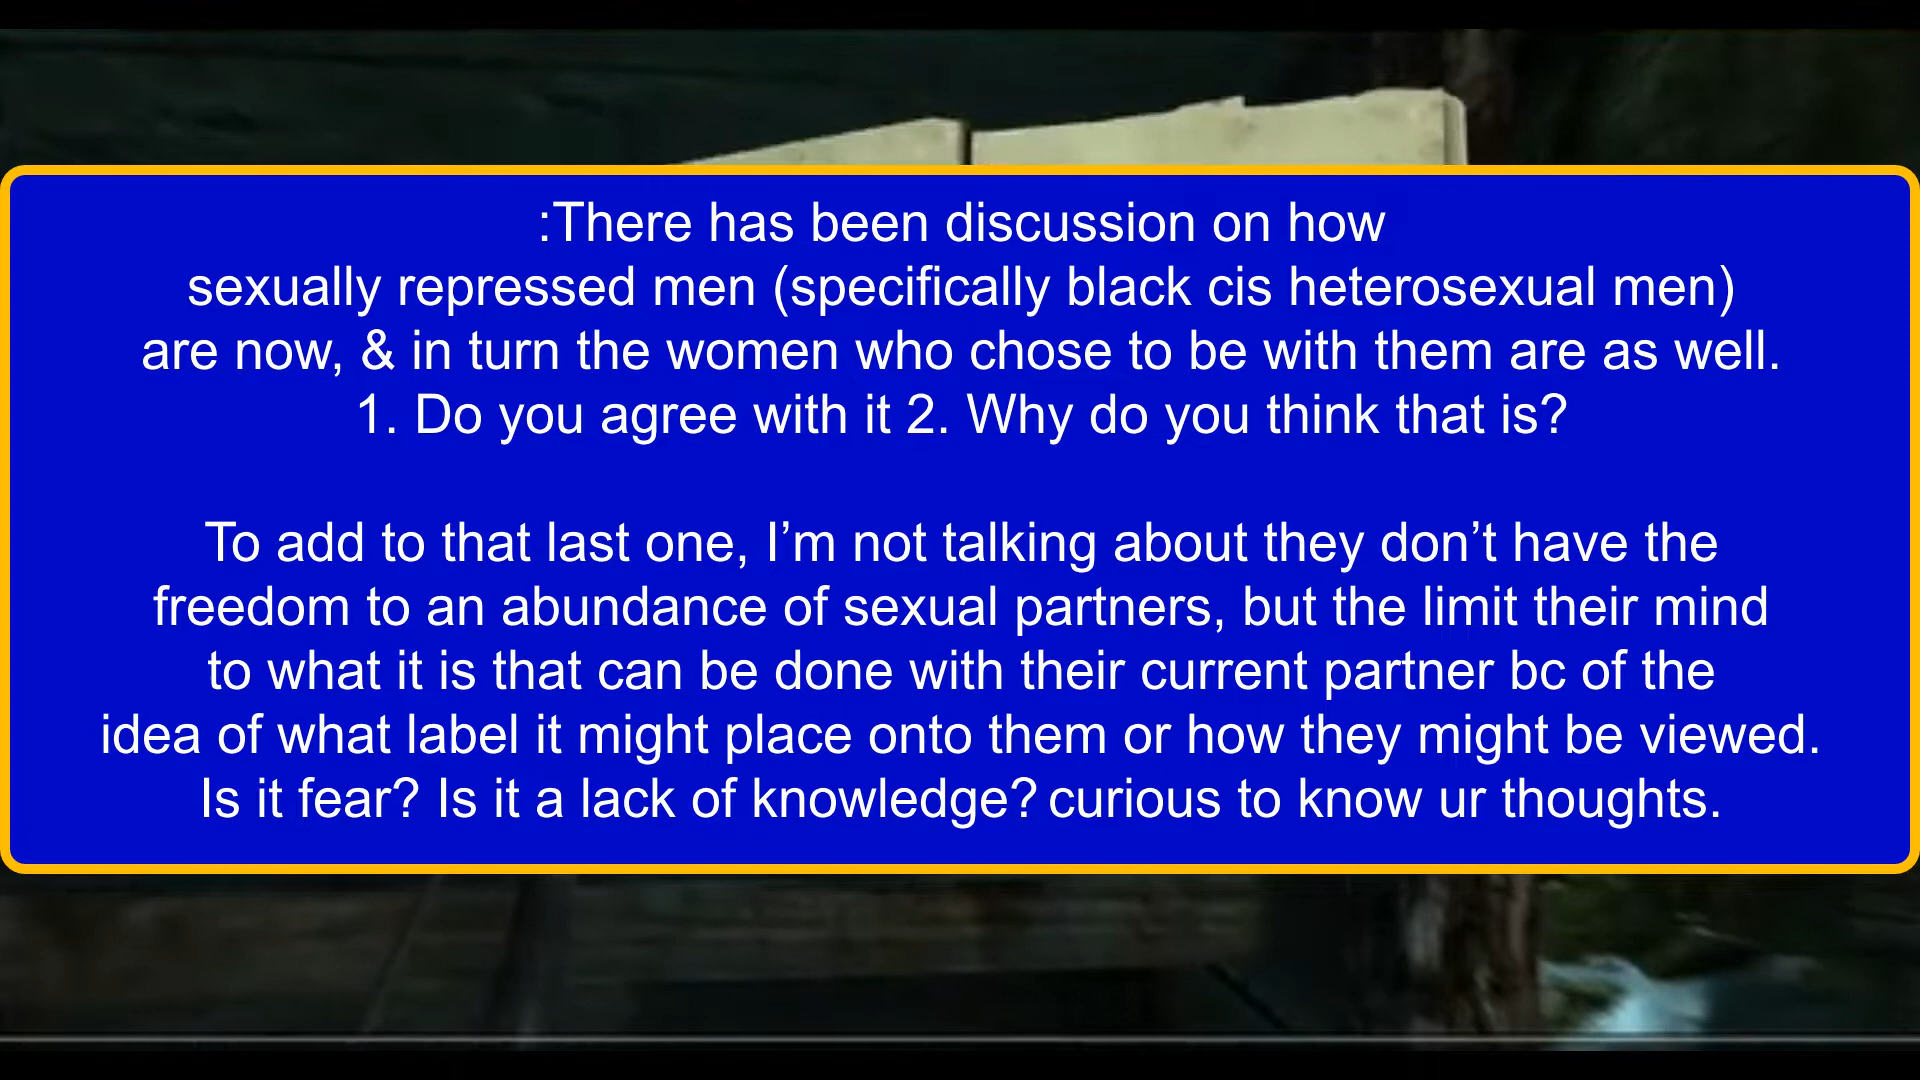 :There has been discussion on how
sexually repressed men (specifically black cis heterosexual men)
are now, & in turn the women who chose to be with them are as well.
1. Do you agree with it 2. Why do you think that is?
To add to that last one, I’m not talking about they don’t have the
freedom to an abundance of sexual partners, but the limit their mind
to what it is that can be done with their current partner bc of the
idea of what label it might place onto them or how they might be viewed.
Is it fear? Is it a lack of knowledge? curious to know ur thoughts.